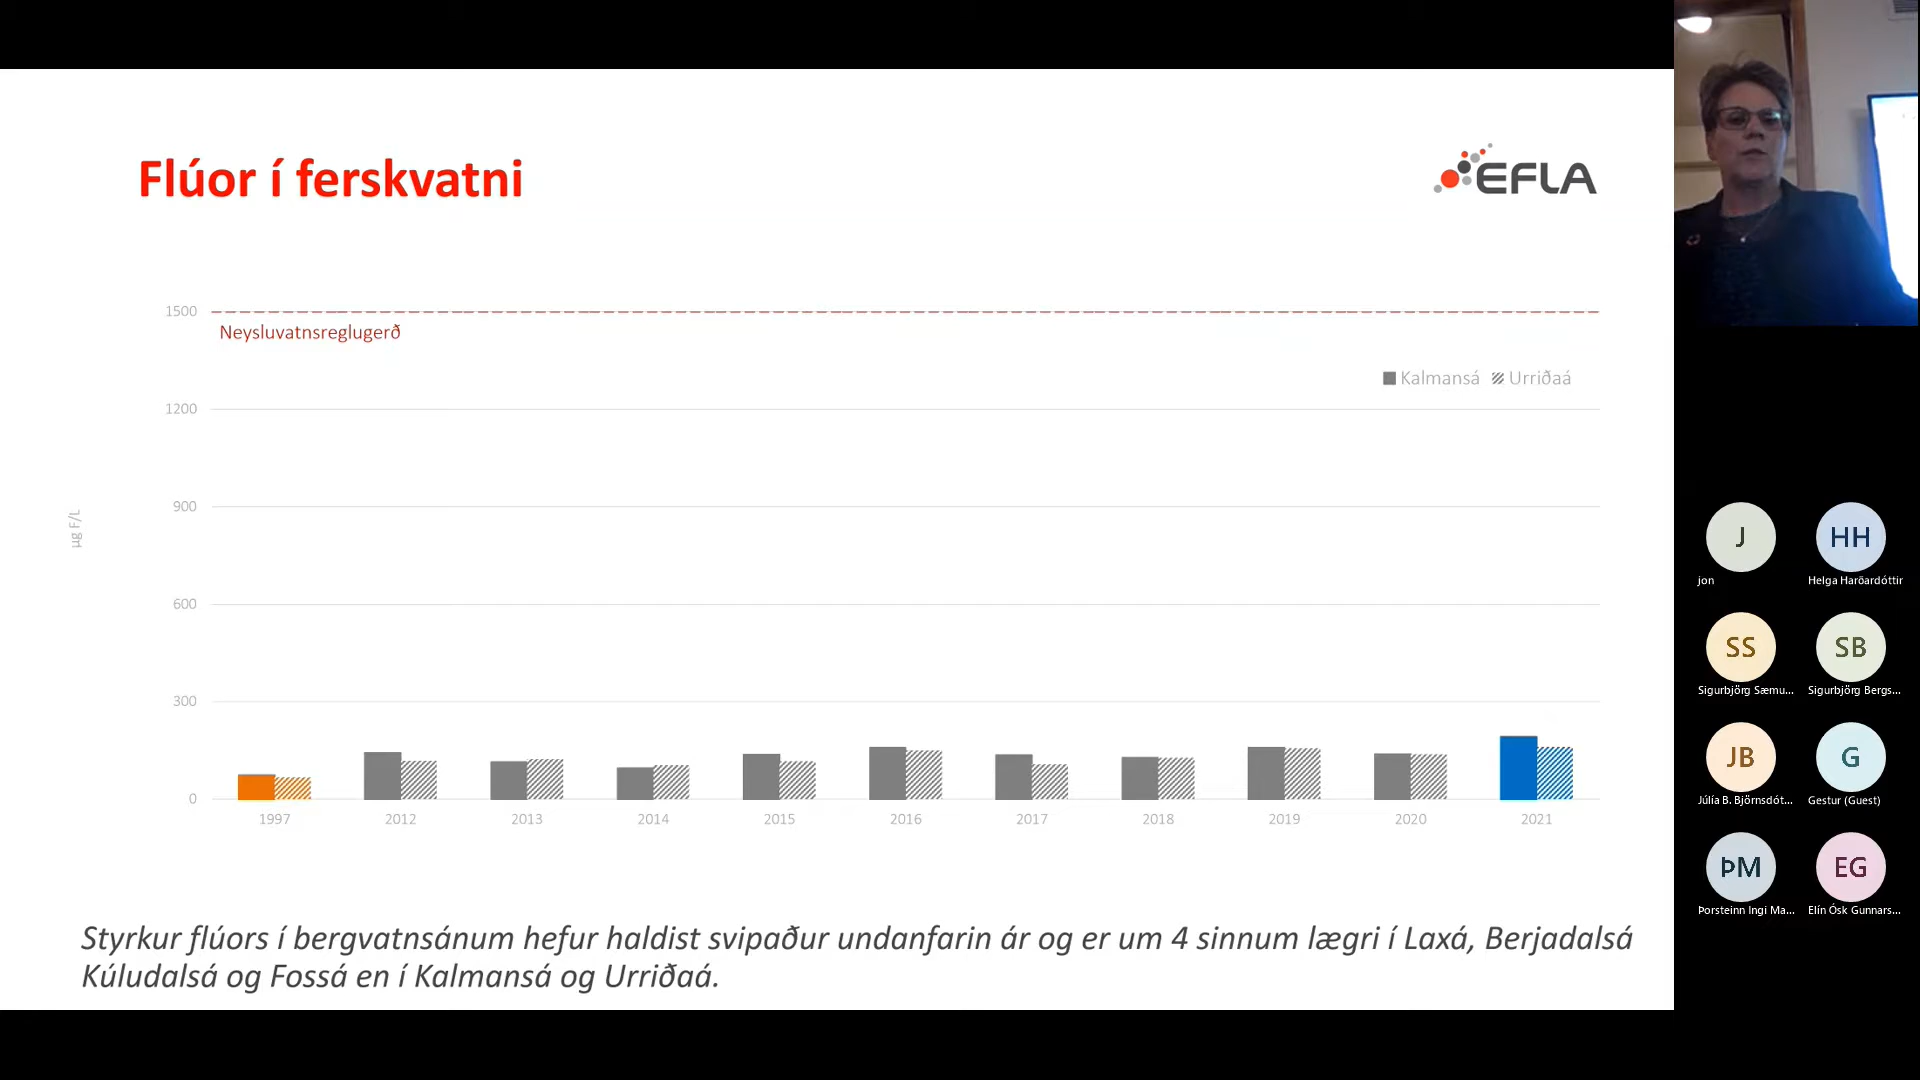 Flúor í ferskvatni
EFLA
1500
Neysluvatnsreglugerð
Kalmansá Urriðaá
1200
900
µg F/L
600
300
0
1997 2012 2013 2014 2015 2016 2017 2018 2019 2020 2021
Styrkur flúors í bergvatnsánum hefur haldist svipaður undanfarin ár og er um 4 sinnum lægri í Laxá, Berjadalsá
Kúludalsá og Fossá en í Kalmansá og Urriðaá.
J HH
jon Helga Harðardóttir
SS SB
Sigurbjörg Sæmu... Sigurbjörg Bergs...
JB G
Júlía B. Björnsdót... Gestur (Guest)
ÞM EG
Þorsteinn Ingi Ma... Elín Ósk Gunnars...